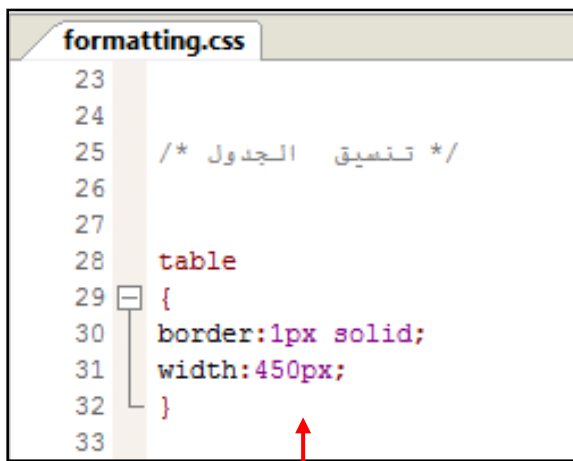 formatting.css
23
24
25 /* تنسيق الجدول */
26
27
28 table
29 {
30 border:1px solid;
31 width:450px;
32 }
33